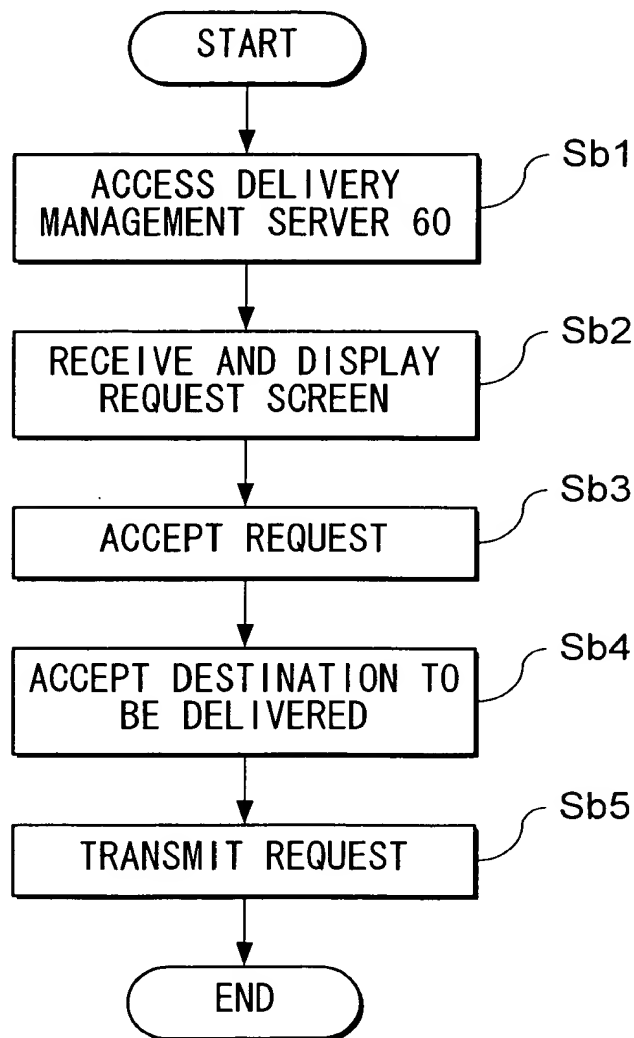 START
Sb1
ACCESS DELIVERY
MANAGEMENT SERVER 60
Sb2
RECEIVE AND DISPLAY
REQUEST SCREEN
Sb3
ACCEPT REQUEST
Sb4
ACCEPT DESTINATION TO
BE DELIVERED
Sb5
TRANSMIT REQUEST
END